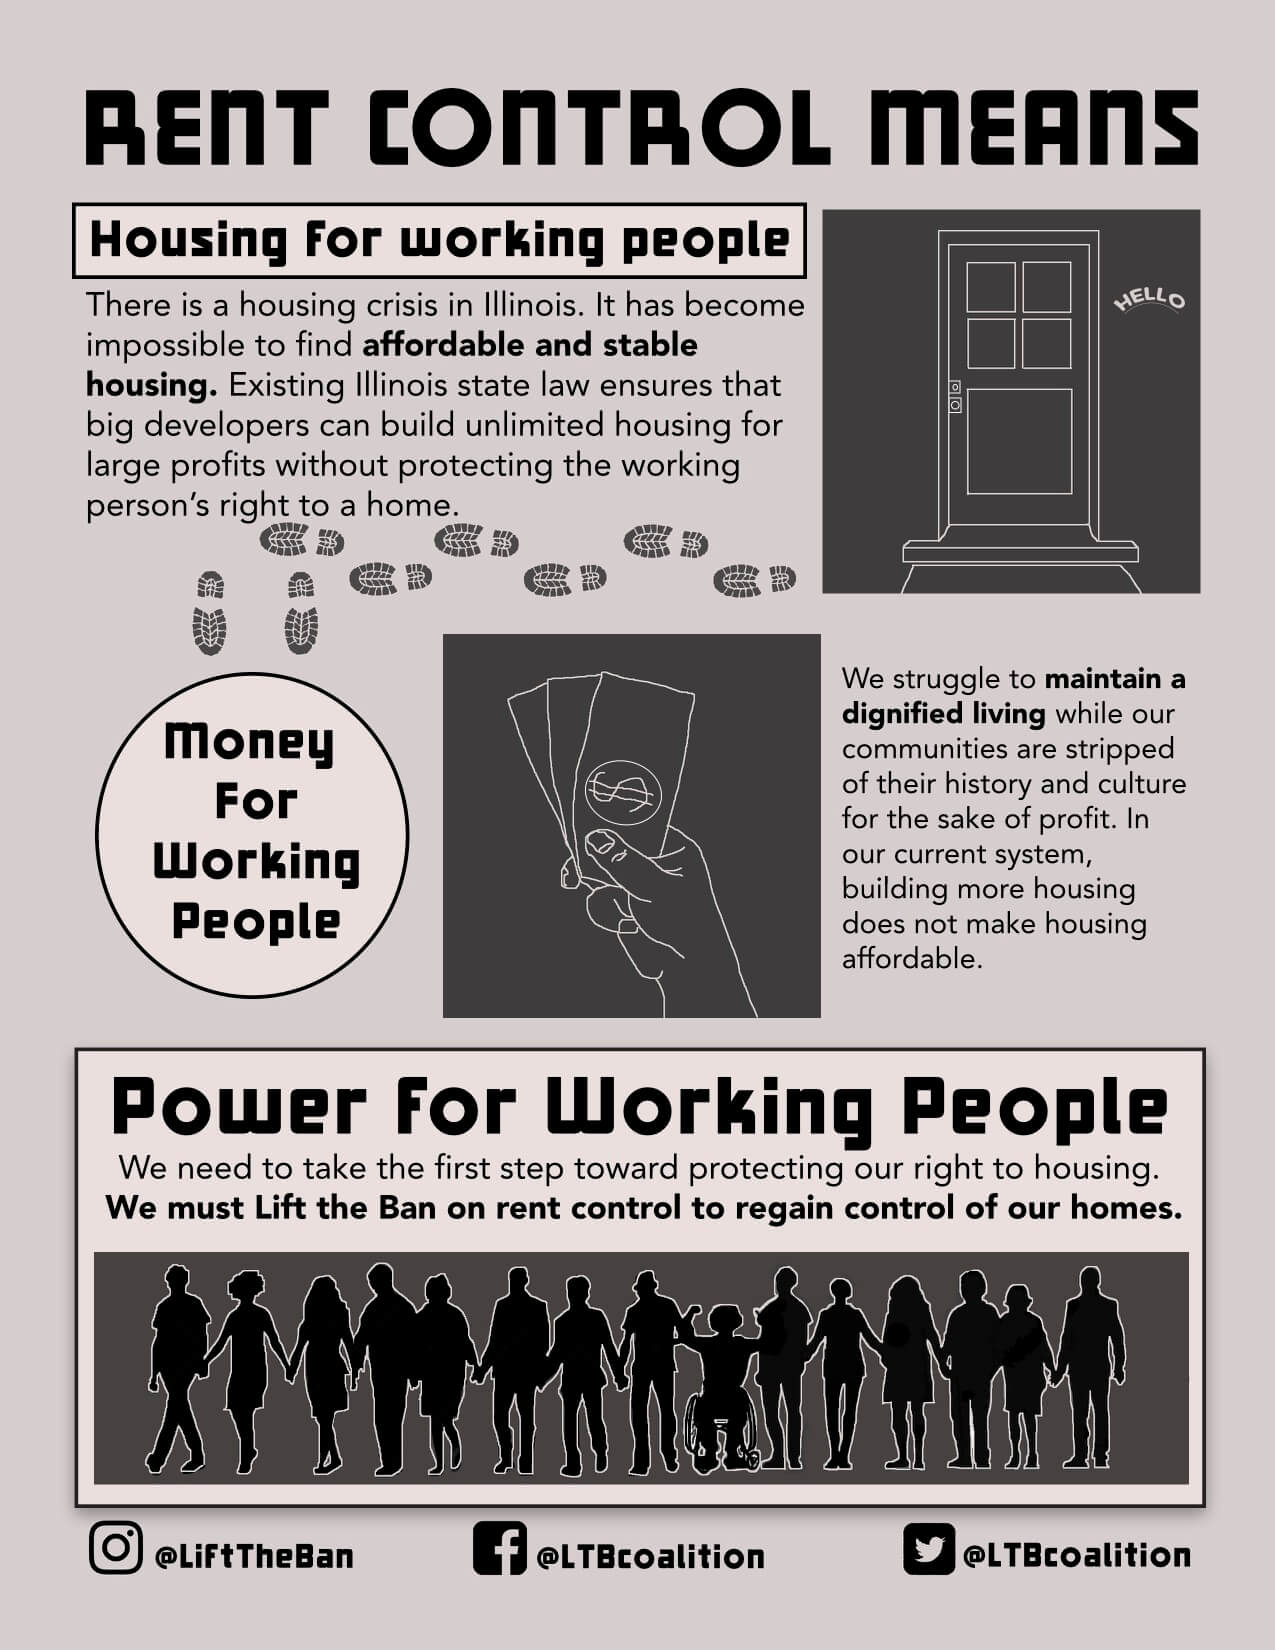 RENT CONTROL MEANS
Housing for working people
There is a housing crisis in Illinois. It has become
impossible to find affordable and stable
housing. Existing Illinois state law ensures that
big developers can build unlimited housing for
large profits without protecting the working
person's right to a home.
HELLO
Money
For
Working
People
$
We struggle to maintain a
dignified living while our
communities are stripped
of their history and culture
for the sake of profit. In
our current system,
building more housing
does not make housing
affordable.
Power for Working People
We need to take the first step toward protecting our right to housing.
We must Lift the Ban on rent control to regain control of our homes.
@LiftTheBan
@LTBcoalition
@LTBcoalition